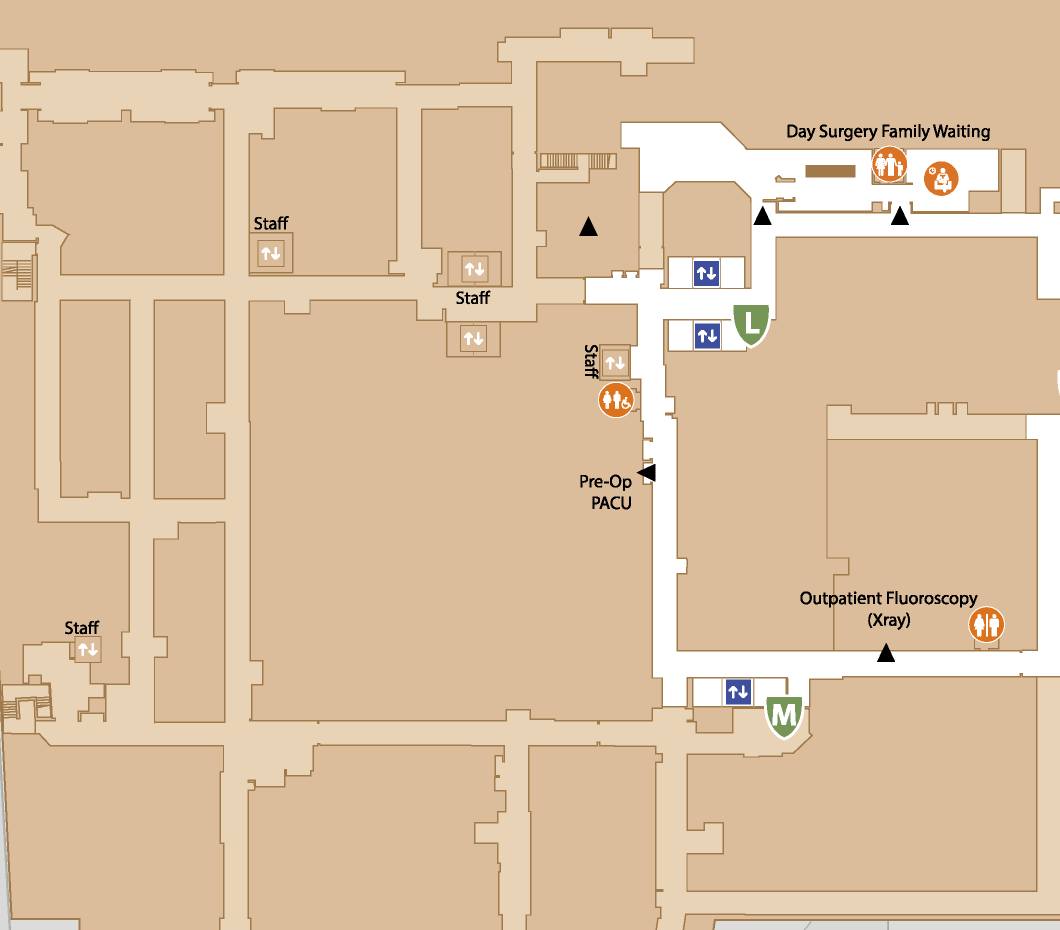 Day Surgery Family Waiting
Staff
Staff
L
Staff
Pre-Op
PACU
Outpatient Fluoroscopy
(Xray)
Staff
M